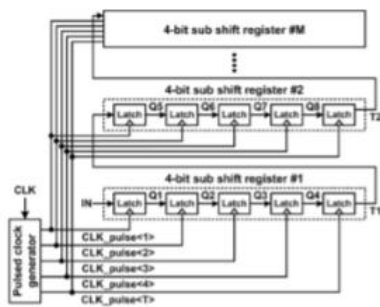 4-bit sub shift register #M
4-bit sub shift register #2
Q5 Q6 Q7 Q8
Latch Latch Latch Latch Latch
T2
4-bit sub shift register #1
CLK
IN
Q1 Q2 Q3 Q4
Latch Latch Latch Latch Latch
T1
Pulsed clock
generator
CLK_pulse<1>
CLK_pulse<2>
CLK_pulse<3>
CLK_pulse<4>
CLK_pulse<T>